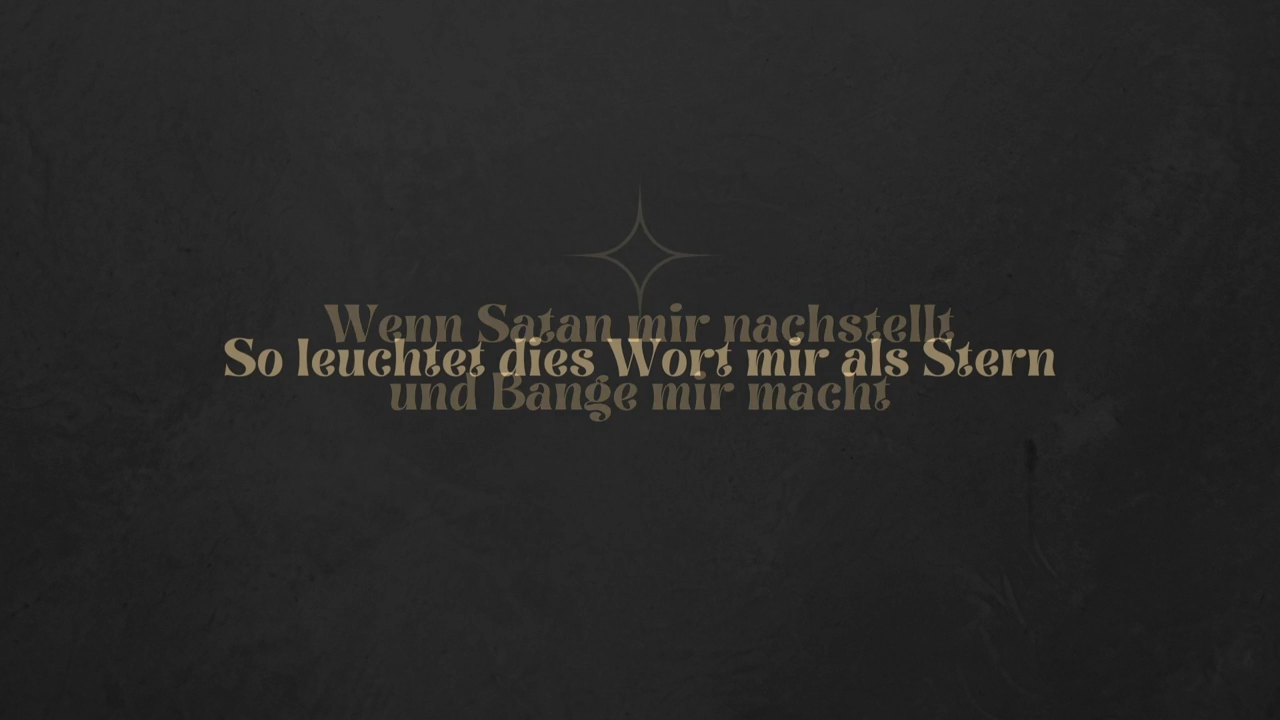 Wenn Satan mir nachstellt
So leuchtet dies Wort mir als Stern
und Bange mir macht